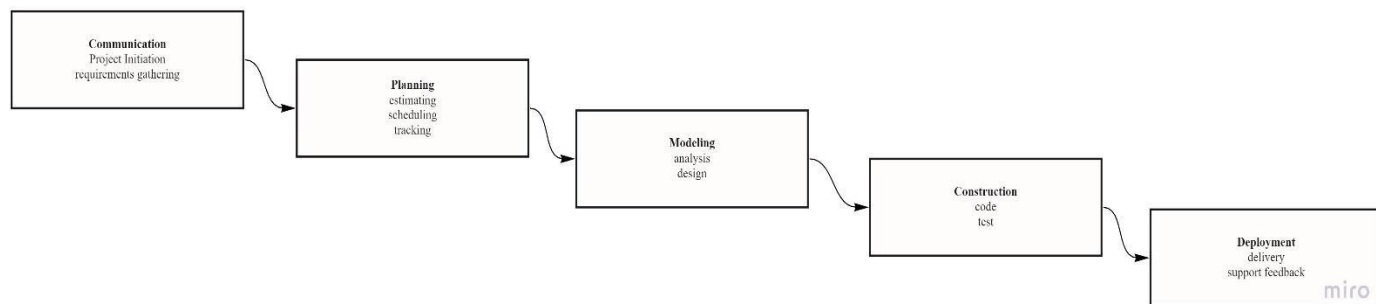 Communication
Project Initiation
requirements gathering
Planning
estimating
scheduling
tracking
Modeling
analysis
design
Construction
code
test
Deployment
delivery
support feedback
miro